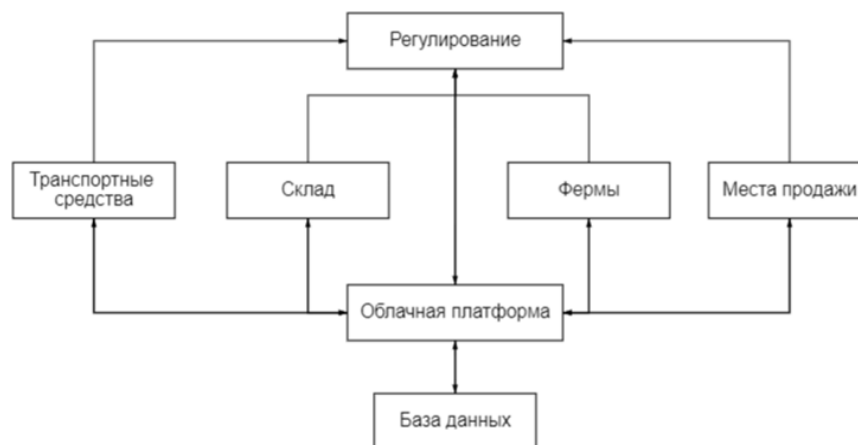 Регулирование
Транспортные
средства
Склад
Фермы
Места продажи
Облачная платформа
База данных